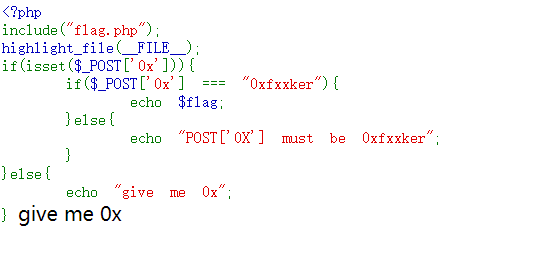 <?php
include("flag.php");
highlight_file(__FILE__);
if(isset($_POST['0x'])){
        if($_POST['0x'] === "0xfxxker"){
                echo $flag;
        }else{
                echo "POST['0X'] must be 0xfxxker";
        }
}else{
        echo "give me 0x";
} give me 0x